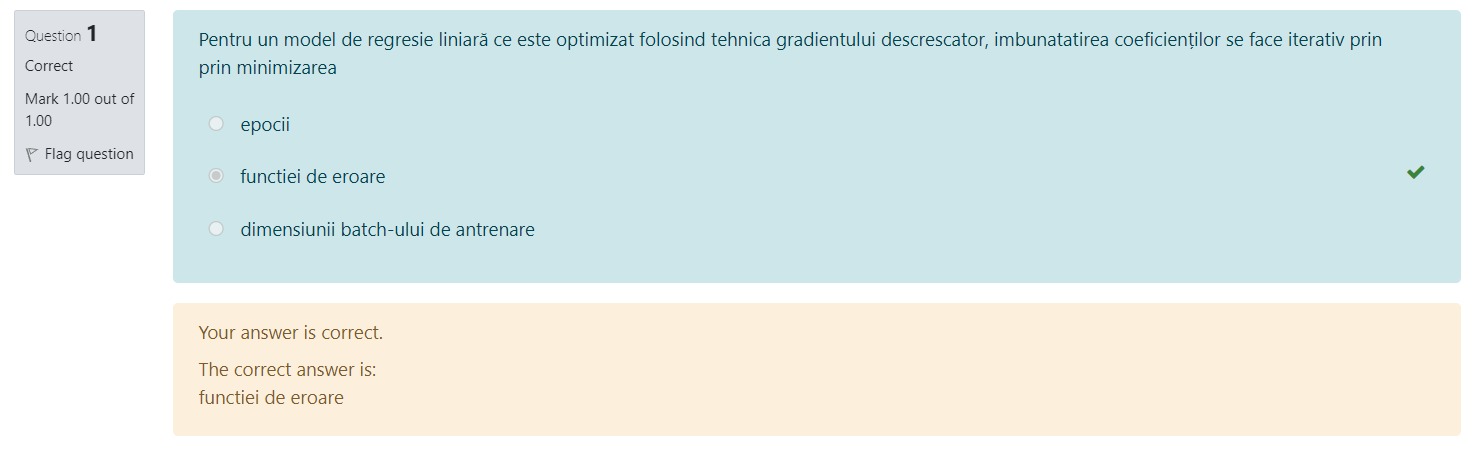 Question 1
Correct
Mark 1.00 out of
1.00
Flag question
Pentru un model de regresie liniară ce este optimizat folosind tehnica gradientului descrescator, imbunatatirea coeficienților se face iterativ prin
prin minimizarea
epocii
functiei de eroare
dimensiunii batch-ului de antrenare
Your answer is correct.
The correct answer is:
functiei de eroare